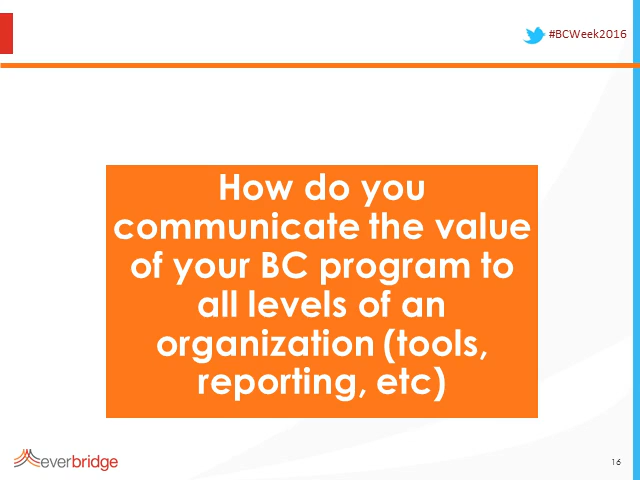 #BCWeek2016
How do you
communicate the value
of your BC program to
all levels of an
organization (tools,
reporting, etc)
everbridge
16